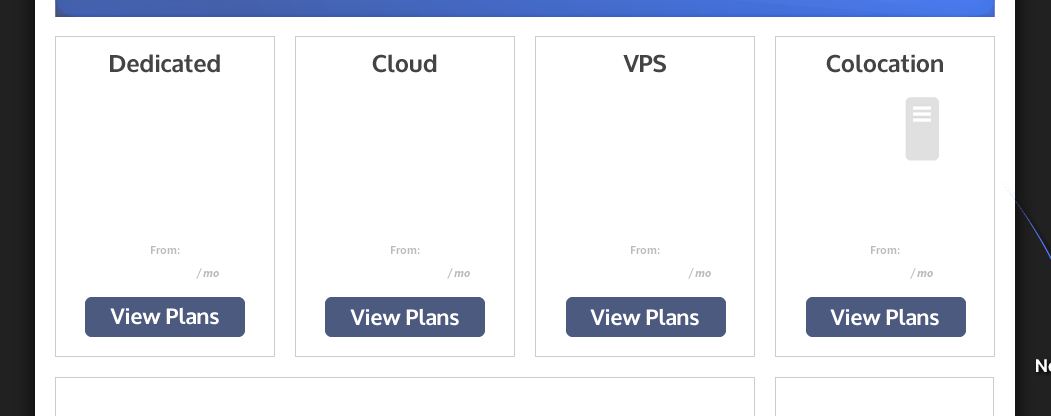 Dedicated
Cloud
VPS
Colocation
From:
From:
From:
From:
/mo
/mo
/mo
/mo
View Plans
View Plans
View Plans
View Plans